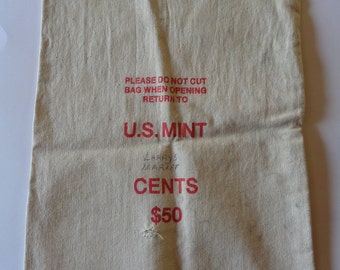 PLEASE DO NOT CUT
BAG WHEN OPENING
RETURN TO
U.S. MINT
CENTS
$50